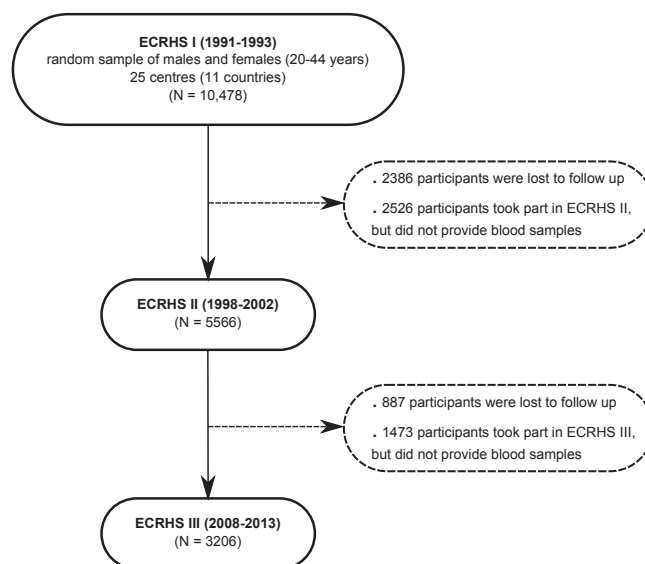 ECRHS I (1991-1993)
random sample of males and females (20-44 years)
25 centres (11 countries)
(N = 10,478)
. 2386 participants were lost to follow up
. 2526 participants took part in ECRHS II,
but did not provide blood samples
ECRHS II (1998-2002)
(N = 5566)
. 887 participants were lost to follow up
. 1473 participants took part in ECRHS III,
but did not provide blood samples
ECRHS III (2008-2013)
(N = 3206)